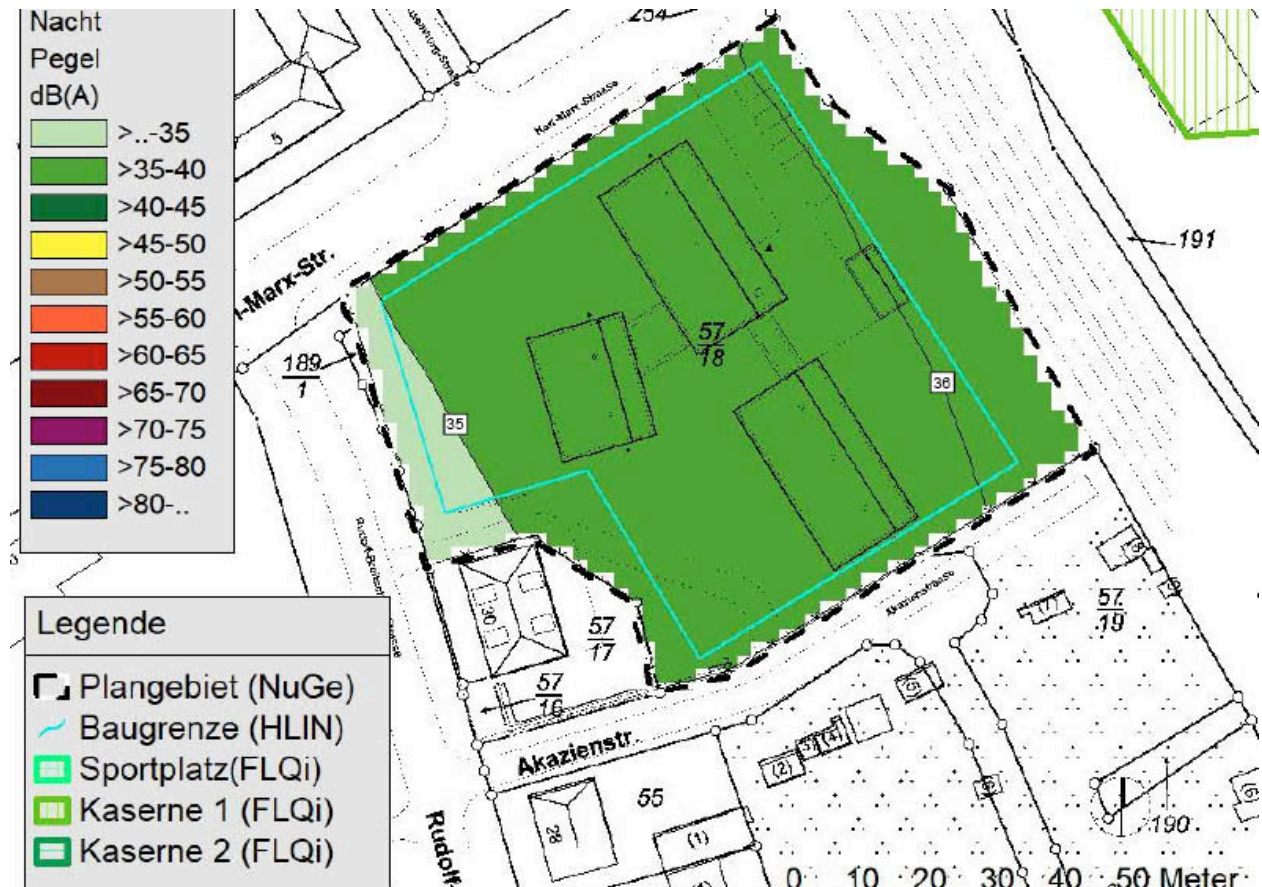 Nacht
Pegel
dB(A)
>..-35
>35-40
>40-45
>45-50
>50-55
>55-60
>60-65
>65-70
>70-75
>75-80
>80-..
Legende
Plangebiet (NuGe)
Baugrenze (HLIN)
Sportplatz(FLQi)
Kaserne 1 (FLQi)
Kaserne 2 (FLQi)
254
5
Karl-Marx-Strasse
l-Marx-Str.
191
189
1
57
18
35
36
30
57
17
57
16
Akazienstrasse
57
19
(7)
(5)
(4)
(2)
Akazienstr.
55
28
(1)
Rudolf-
(6)
190
(6)
0 10 20 30 40 50 Meter